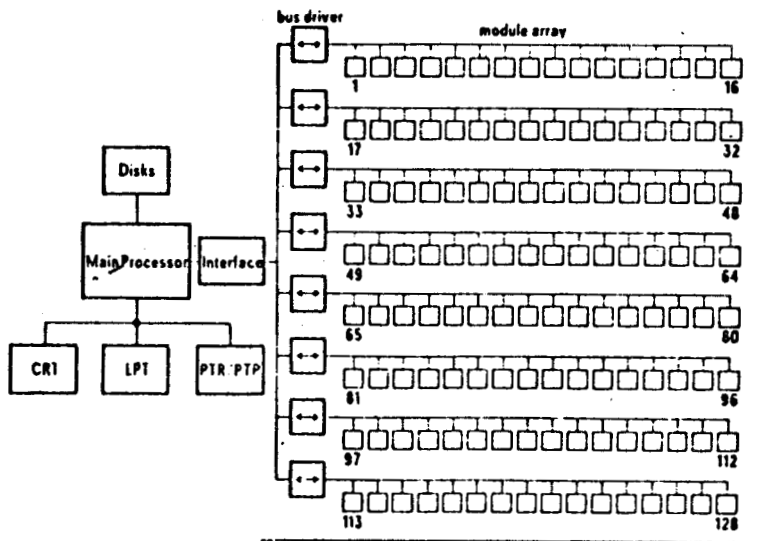 bus driver
module array
1 16
17 32
Disks
33 48
Main Processor Interface
49 64
65 80
CRT LPT PTR PTP
81 96
97 112
113 128